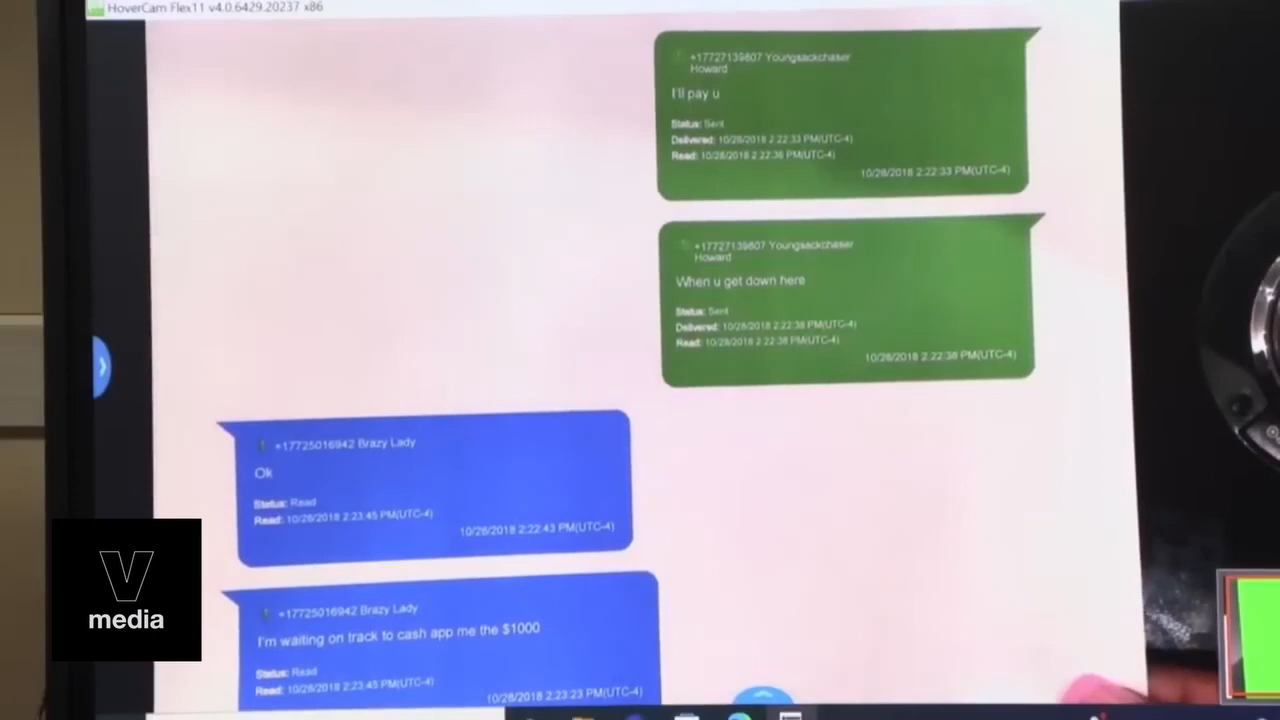 HoverCam Flex11 v4.0.6429.20237 x86
+17727139807 Youngsackchaser
Howard
I'll pay u
Status: Sent
Delivered: 10/28/2018 2:22:33 PM(UTC-4)
Read: 10/28/2018 2:22:36 PM(UTC-4)
10/28/2018 2:22:33 PM(UTC-4)
+17727139807 Youngsackchaser
Howard
When u get down here
Status: Sent
Delivered: 10/28/2018 2:22:38 PM(UTC-4)
Read: 10/28/2018 2:22:38 PM(UTC-4)
10/28/2018 2:22:38 PM(UTC-4)
+17725016942 Brazy Lady
Ok
Status: Read
Read: 10/28/2018 2:23:45 PM(UTC-4)
10/28/2018 2:22:43 PM(UTC-4)
+17725016942 Brazy Lady
I'm waiting on track to cash app me the $1000
Status: Read
Read: 10/28/2018 2:23:45 PM(UTC-4)
10/28/2018 2:23:23 PM(UTC-4)
V
media